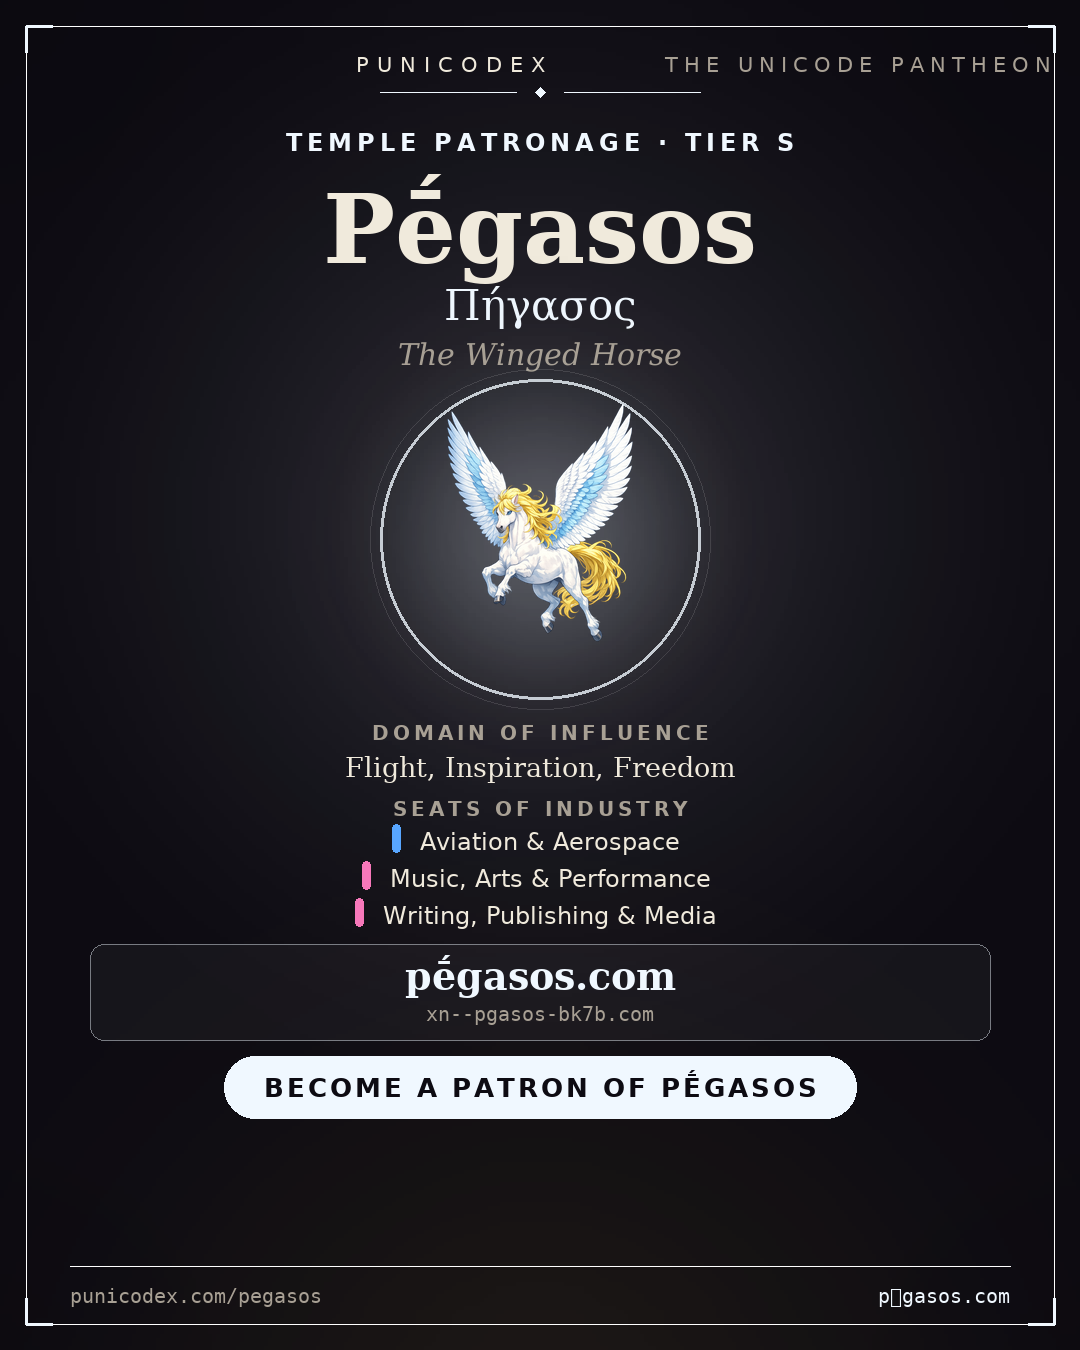 PUNICODEX THE UNICODE PANTHEON
TEMPLE PATRONAGE · TIER S
Pḗgasos
Πήγασος
The Winged Horse
DOMAIN OF INFLUENCE
Flight, Inspiration, Freedom
SEATS OF INDUSTRY
Aviation & Aerospace
Music, Arts & Performance
Writing, Publishing & Media
pḗgasos.com
xn--pgasos-bk7b.com
BECOME A PATRON OF PḖGASOS
punicodex.com/pegasos p▯gasos.com